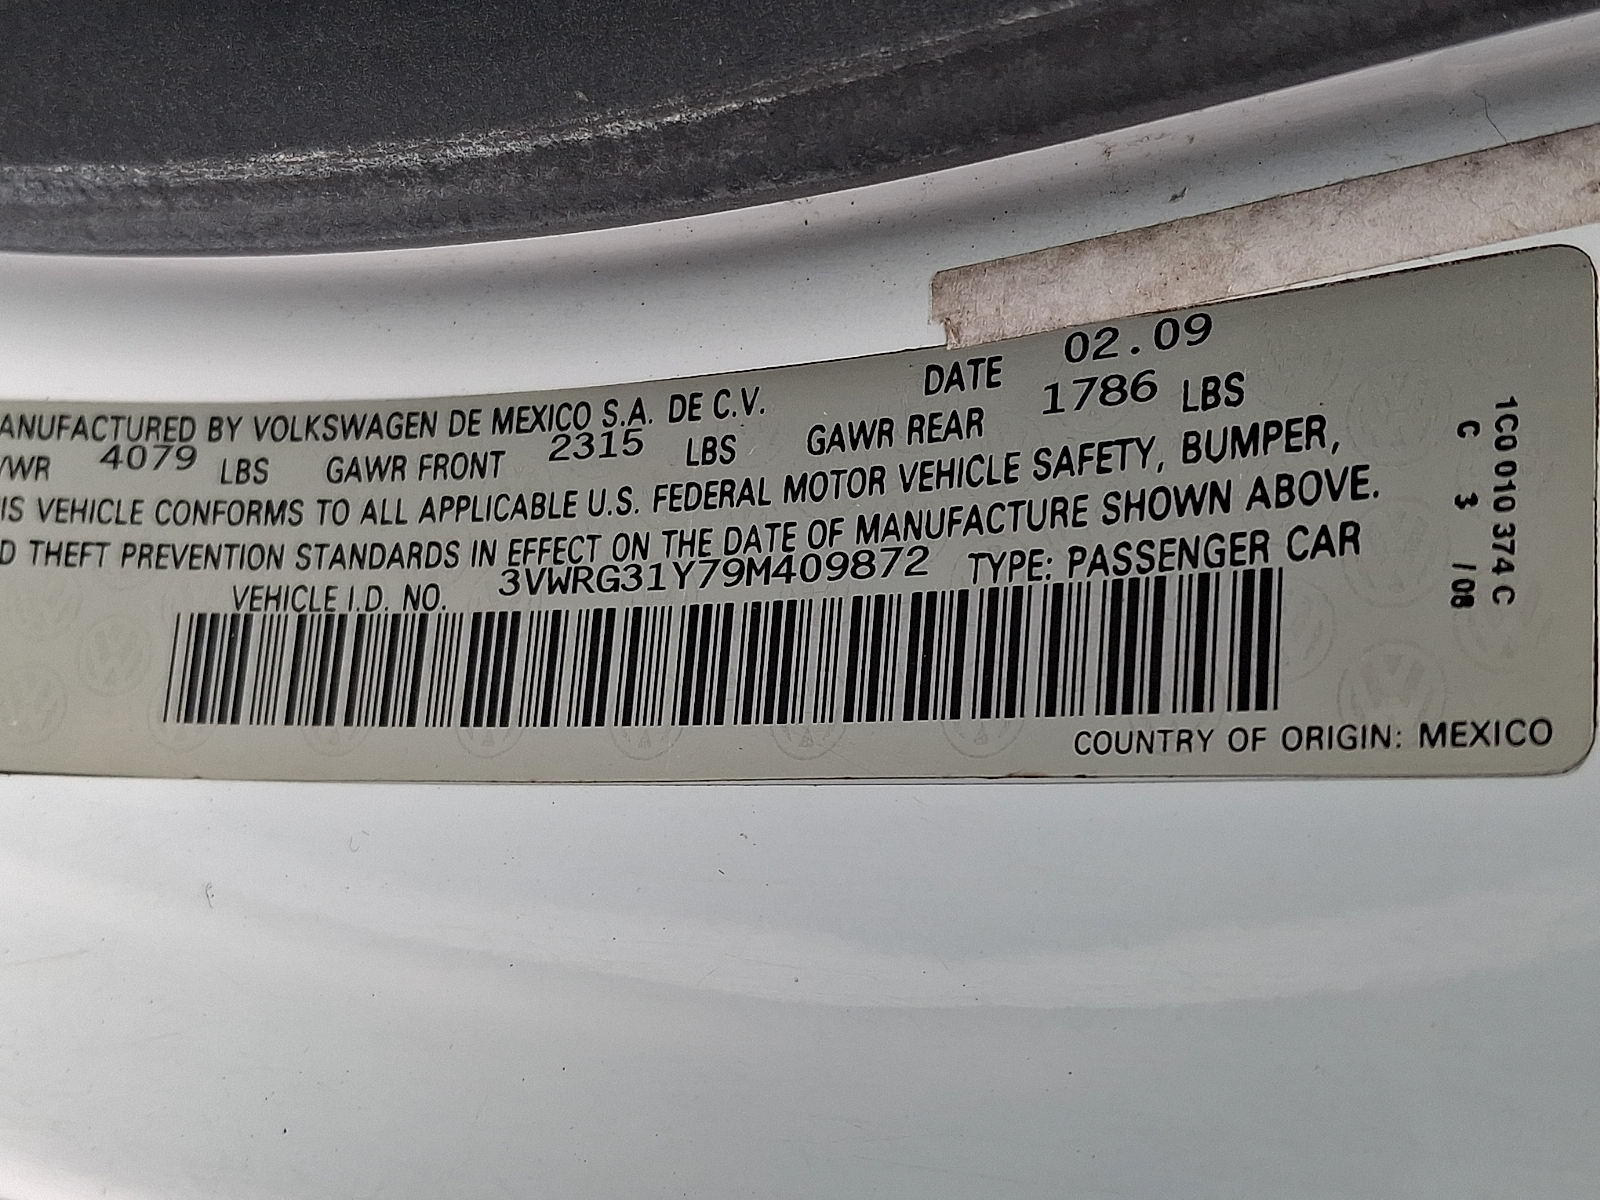 ANUFACTURED BY VOLKSWAGEN DE MEXICO S.A. DE C.V. DATE 02.09
VWR 4079 LBS GAWR FRONT 2315 LBS GAWR REAR 1786 LBS
IS VEHICLE CONFORMS TO ALL APPLICABLE U.S. FEDERAL MOTOR VEHICLE SAFETY, BUMPER,
D THEFT PREVENTION STANDARDS IN EFFECT ON THE DATE OF MANUFACTURE SHOWN ABOVE.
VEHICLE I.D. NO. 3VWRG31Y79M409872 TYPE: PASSENGER CAR
COUNTRY OF ORIGIN: MEXICO
1C0 010 374 C
C 3 /08